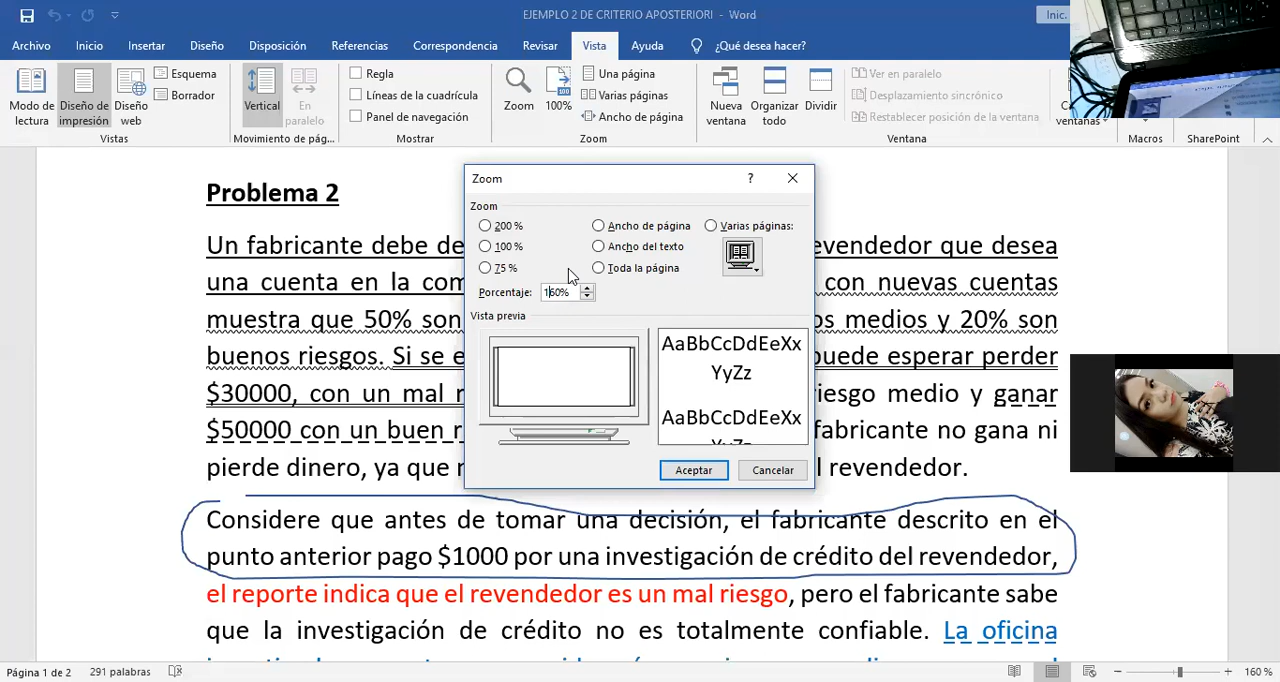 EJEMPLO 2 DE CRITERIO APOSTERIORI - Word
Inic.
Archivo Inicio Insertar Diseño Disposición Referencias Correspondencia Revisar Vista Ayuda ¿Qué desea hacer?
Modo de lectura
Diseño de impresión
Diseño web
Esquema
Borrador
Vistas
Vertical
En paralelo
Movimiento de pág...
Regla
Líneas de la cuadrícula
Panel de navegación
Mostrar
Zoom
100%
Una página
Varias páginas
Ancho de página
Zoom
Nueva ventana
Organizar todo
Dividir
Ver en paralelo
Desplazamiento sincrónico
Restablecer posición de la ventana
Ventana
ventanas
Macros
SharePoint
Zoom
?
Zoom
200 %
100 %
75 %
Ancho de página
Ancho del texto
Toda la página
Varias páginas:
Porcentaje: 160%
Vista previa
AaBbCcDdEeXx
YyZz
AaBbCcDdEeXx
YyZz
Aceptar Cancelar
Problema 2
Un fabricante debe evendedor que desea
una cuenta en la con nuevas cuentas
muestra que 50% son medios y 20% son
buenos riesgos. Si se puede esperar perder
$30000, con un mal riesgo medio y ganar
$50000 con un buen fabricante no gana ni
pierde dinero, ya que el revendedor.
Considere que antes de tomar una decisión, el fabricante descrito en el
punto anterior pago $1000 por una investigación de crédito del revendedor,
el reporte indica que el revendedor es un mal riesgo, pero el fabricante sabe
que la investigación de crédito no es totalmente confiable. La oficina
Página 1 de 2 291 palabras
160 %